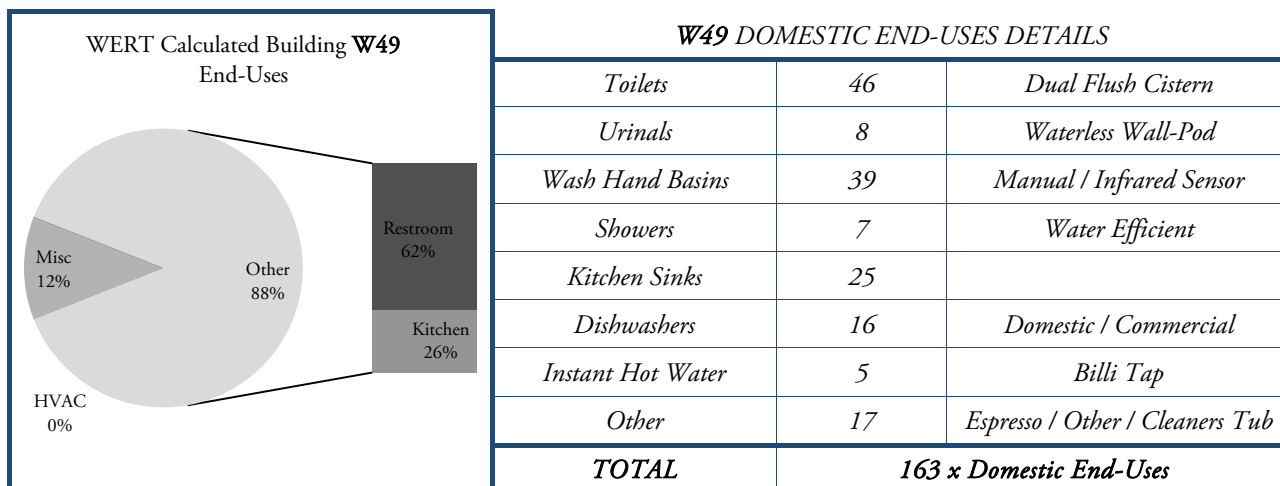 WERT Calculated Building W49
End-Uses
Misc
12%
Other
88%
HVAC
0%
Restroom
62%
Kitchen
26%
W49 DOMESTIC END-USES DETAILS
Toilets 46 Dual Flush Cistern
Urinals 8 Waterless Wall-Pod
Wash Hand Basins 39 Manual / Infrared Sensor
Showers 7 Water Efficient
Kitchen Sinks 25
Dishwashers 16 Domestic / Commercial
Instant Hot Water 5 Billi Tap
Other 17 Espresso / Other / Cleaners Tub
TOTAL 163 x Domestic End-Uses